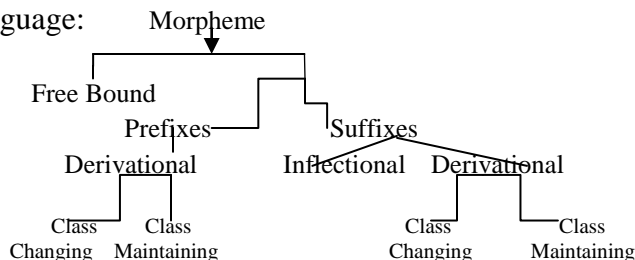 guage: Morpheme
Free Bound
Prefixes Suffixes
Derivational Inflectional Derivational
Class Class Class Class
Changing Maintaining Changing Maintaining